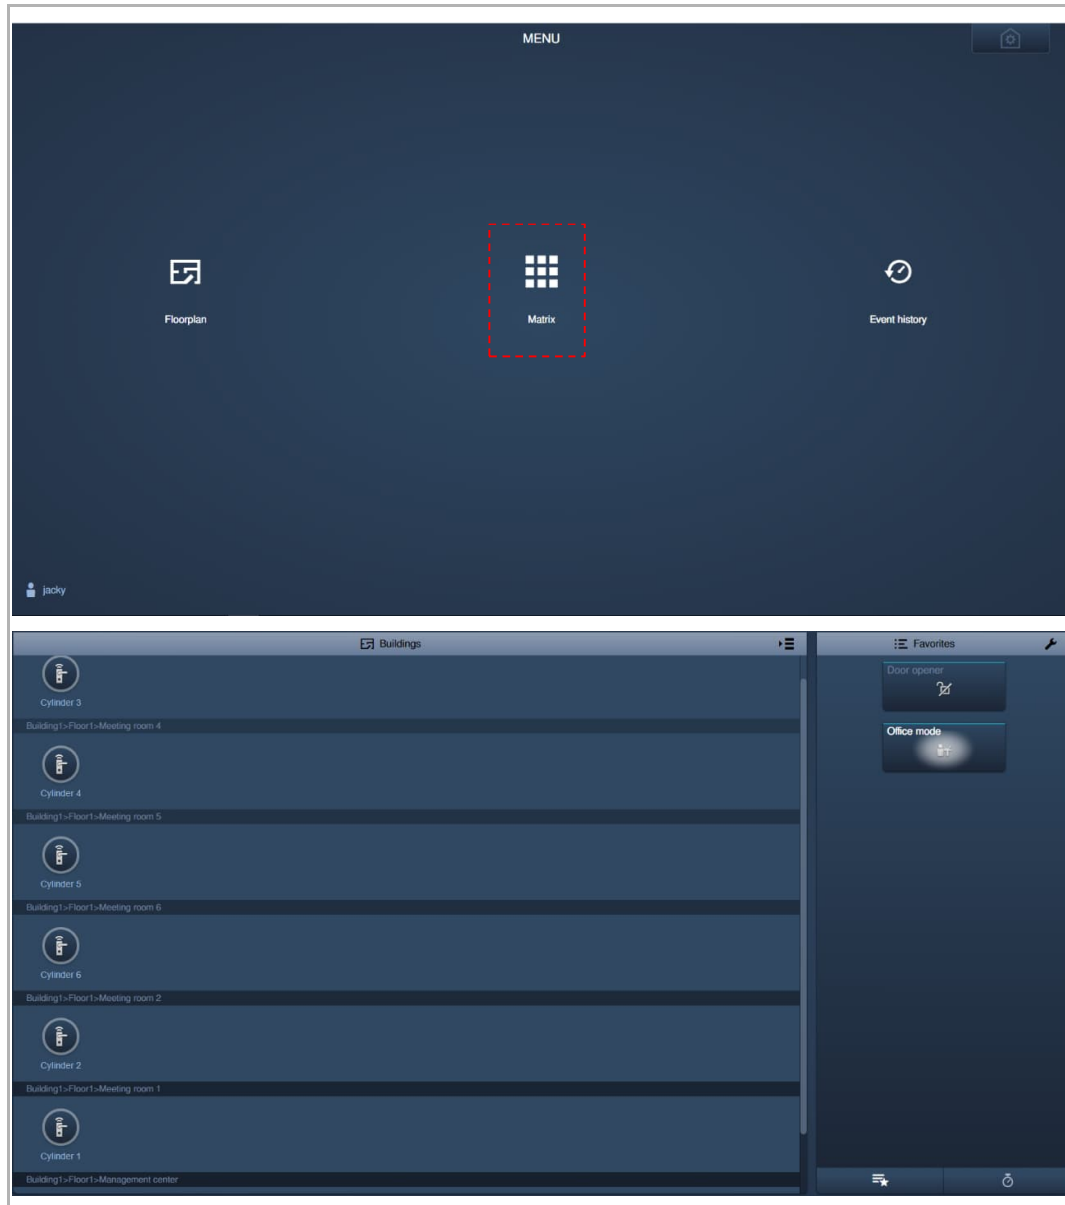 MENU
Floorplan
Matrix
Event history
jacky
Buildings
Cylinder 3
Building1>Floor1>Meeting room 4
Cylinder 4
Building1>Floor1>Meeting room 5
Cylinder 5
Building1>Floor1>Meeting room 6
Cylinder 6
Building1>Floor1>Meeting room 2
Cylinder 2
Building1>Floor1>Meeting room 1
Cylinder 1
Building1>Floor1>Management center
Favorites
Door opener
Office mode